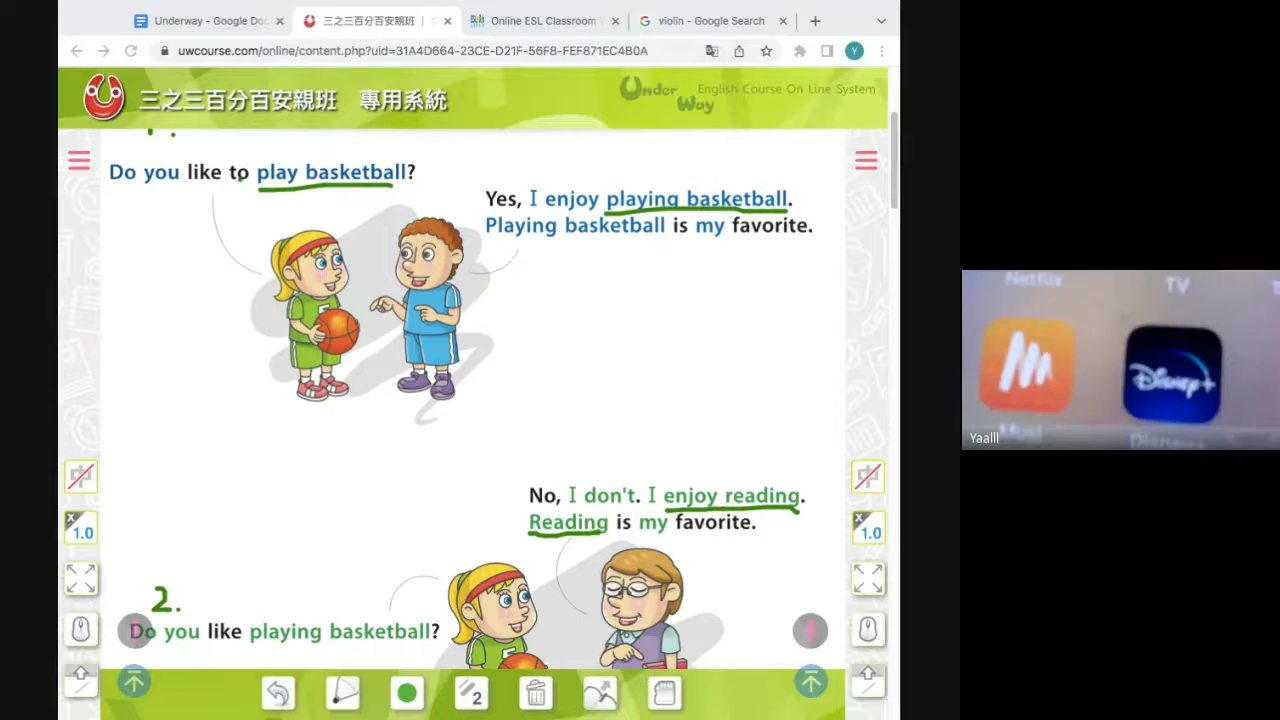 Underway - Google Doc
三之三百分百安親班 |
Online ESL Classroom
violin - Google Search
uwcourse.com/online/content.php?uid=31A4D664-23CE-D21F-56F8-FEF871EC4B0A
Y
三之三百分百安親班 專用系統
Under Way
English Course On Line System
Do you like to play basketball?
Yes, I enjoy playing basketball.
Playing basketball is my favorite.
No, I don't. I enjoy reading.
Reading is my favorite.
2.
Do you like playing basketball?
X 1.0
X 1.0
2
Netflix
TV
Disney+
Yaalll